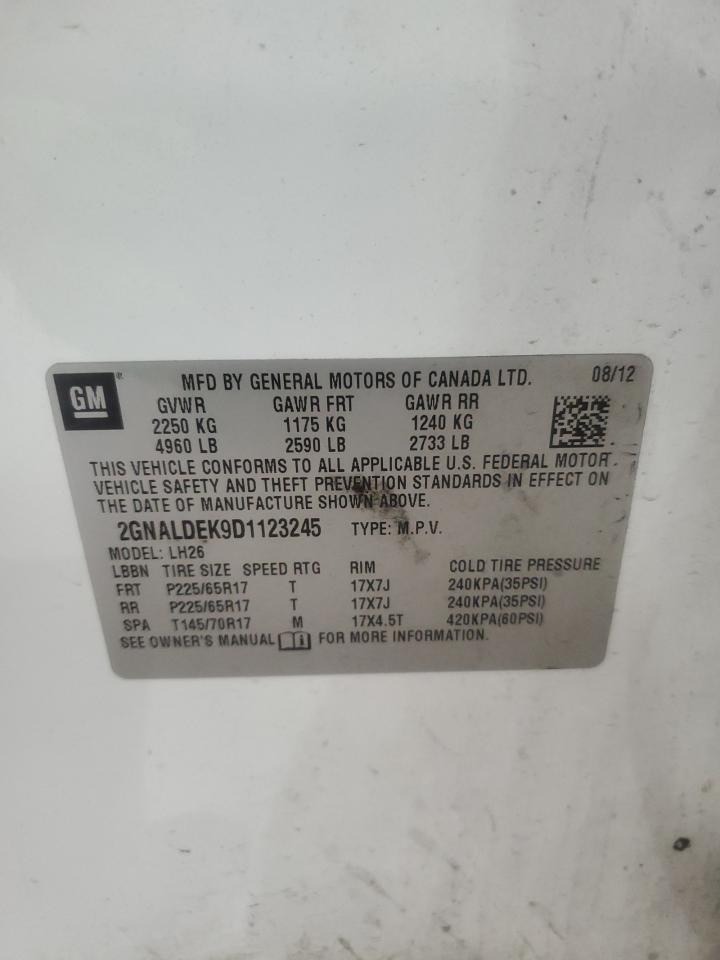 GM
MFD BY GENERAL MOTORS OF CANADA LTD. 08/12
GVWR GAWR FRT GAWR RR
2250 KG 1175 KG 1240 KG
4960 LB 2590 LB 2733 LB
THIS VEHICLE CONFORMS TO ALL APPLICABLE U.S. FEDERAL MOTOR
VEHICLE SAFETY AND THEFT PREVENTION STANDARDS IN EFFECT ON
THE DATE OF MANUFACTURE SHOWN ABOVE.
2GNALDEK9D1123245 TYPE: M.P.V.
MODEL: LH26
LBBN TIRE SIZE SPEED RTG RIM COLD TIRE PRESSURE
FRT P225/65R17 T 17X7J 240KPA(35PSI)
RR P225/65R17 T 17X7J 240KPA(35PSI)
SPA T145/70R17 M 17X4.5T 420KPA(60PSI)
SEE OWNER'S MANUAL i FOR MORE INFORMATION.